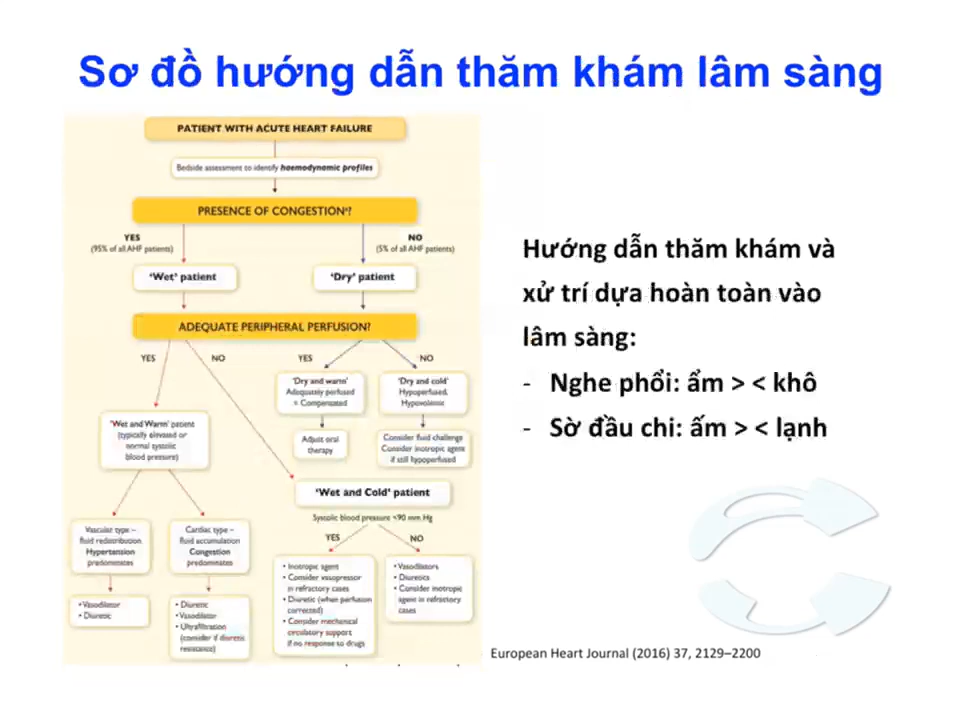 Sơ đồ hướng dẫn thăm khám lâm sàng
PATIENT WITH ACUTE HEART FAILURE
Bedside assessment to identify haemodynamic profiles
PRESENCE OF CONGESTIONᵃ?
YES
(95% of all AHF patients)
NO
(5% of all AHF patients)
‘Wet’ patient
‘Dry’ patient
ADEQUATE PERIPHERAL PERFUSION?
YES
NO
YES
NO
‘Dry and warm’
Adequately perfused
= Compensated
‘Dry and cold’
Hypoperfused,
Hypovolemic
‘Wet and Warm’ patient
(typically elevated or
normal systolic
blood pressure)
Adjust oral
therapy
Consider fluid challenge
Consider inotropic agent
if still hypoperfused
‘Wet and Cold’ patient
Systolic blood pressure <90 mm Hg
YES
NO
Vascular type –
fluid redistribution
Hypertension
predominates
Cardiac type –
fluid accumulation
Congestion
predominates
• Inotropic agent
• Consider vasopressor
in refractory cases
• Diuretic (when perfusion
corrected)
• Consider mechanical
circulatory support
if no response to drugs
• Vasodilators
• Diuretics
• Consider inotropic
agent in refractory
cases
• Vasodilator
• Diuretic
• Diuretic
• Vasodilator
• Ultrafiltration
(consider if diuretic
resistance)
Hướng dẫn thăm khám và
xử trí dựa hoàn toàn vào
lâm sàng:
- Nghe phổi: ẩm > < khô
- Sờ đầu chi: ấm > < lạnh
European Heart Journal (2016) 37, 2129–2200